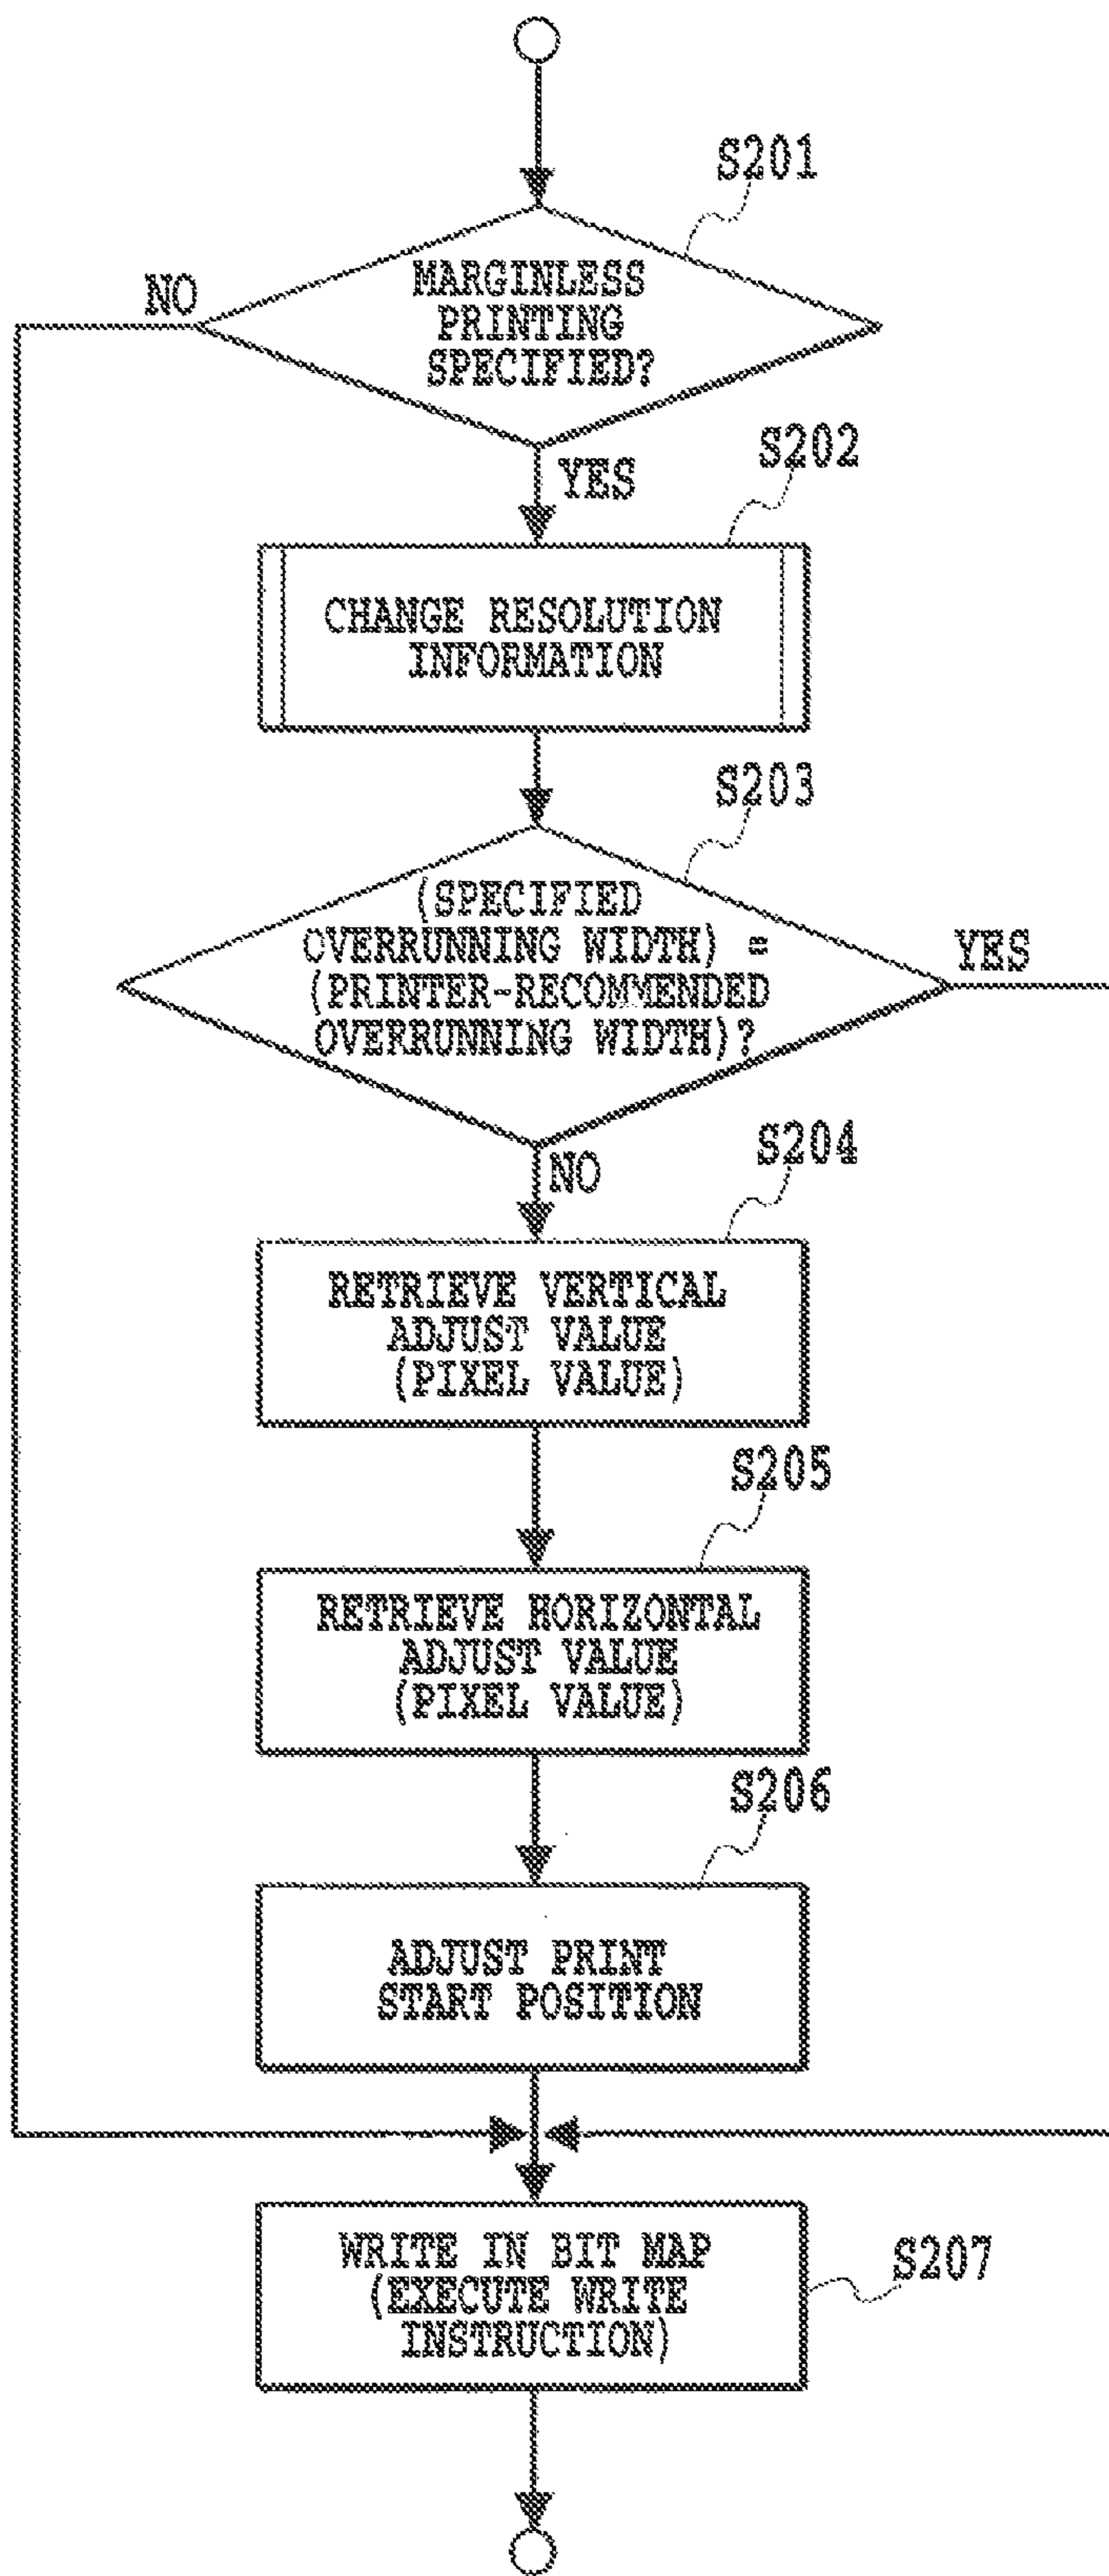 S201
NO
MARGINLESS
PRINTING
SPECIFIED?
S202
YES
CHANGE RESOLUTION
INFORMATION
S203
(SPECIFIED
OVERRUNNING WIDTH) =
(PRINTER-RECOMMENDED
OVERRUNNING WIDTH)?
YES
S204
NO
RETRIEVE VERTICAL
ADJUST VALUE
(PIXEL VALUE)
S205
RETRIEVE HORIZONTAL
ADJUST VALUE
(PIXEL VALUE)
S206
ADJUST PRINT
START POSITION
WRITE IN BIT MAP
(EXECUTE WRITE
INSTRUCTION)
S207